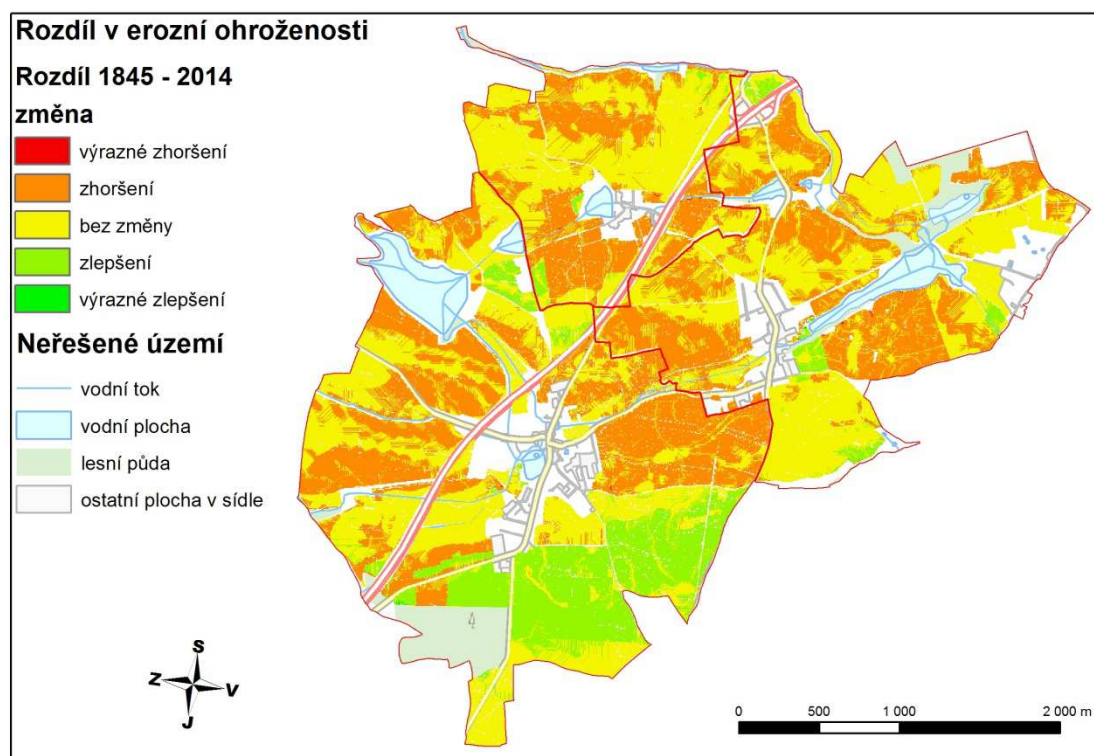 Rozdíl v erozní ohroženosti
Rozdíl 1845 - 2014
změna
výrazné zhoršení
zhoršení
bez změny
zlepšení
výrazné zlepšení
Neřešené území
vodní tok
vodní plocha
lesní půda
ostatní plocha v sídle
S
Z V
J
0 500 1 000 2 000 m